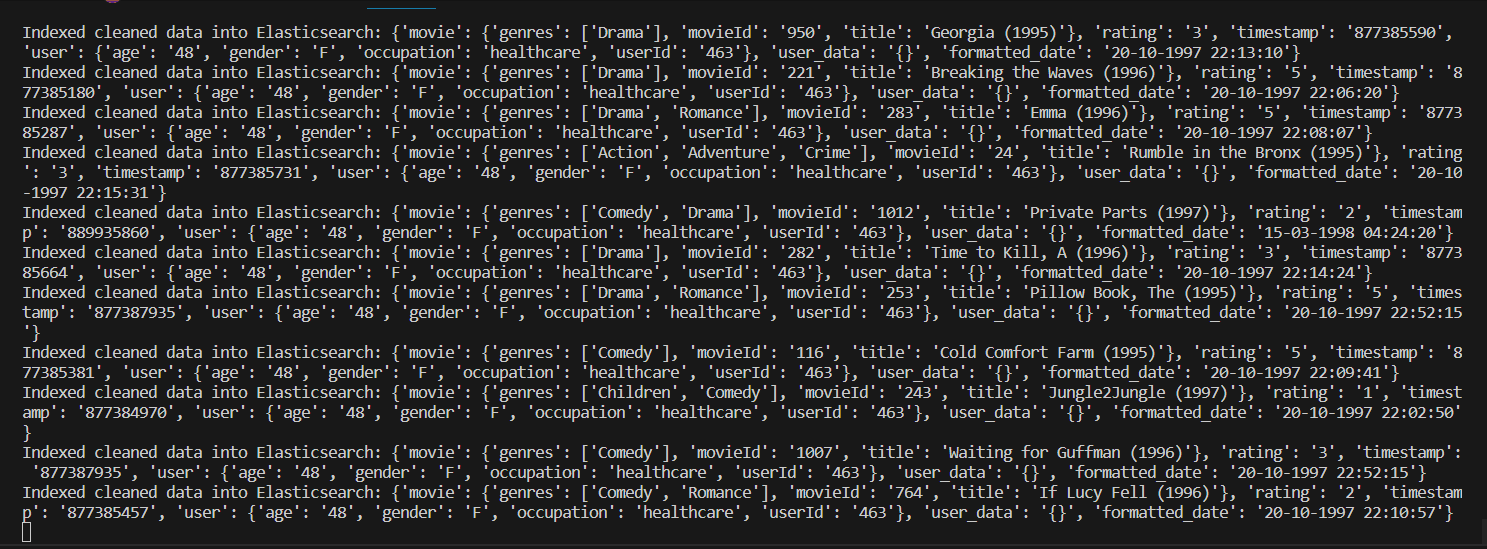 Indexed cleaned data into Elasticsearch: {'movie': {'genres': ['Drama'], 'movieId': '950', 'title': 'Georgia (1995)'}, 'rating': '3', 'timestamp': '877385590',
'user': {'age': '48', 'gender': 'F', 'occupation': 'healthcare', 'userId': '463'}, 'user_data': '{}', 'formatted_date': '20-10-1997 22:13:10'}
Indexed cleaned data into Elasticsearch: {'movie': {'genres': ['Drama'], 'movieId': '221', 'title': 'Breaking the Waves (1996)'}, 'rating': '5', 'timestamp': '8
77385180', 'user': {'age': '48', 'gender': 'F', 'occupation': 'healthcare', 'userId': '463'}, 'user_data': '{}', 'formatted_date': '20-10-1997 22:06:20'}
Indexed cleaned data into Elasticsearch: {'movie': {'genres': ['Drama', 'Romance'], 'movieId': '283', 'title': 'Emma (1996)'}, 'rating': '5', 'timestamp': '8773
85287', 'user': {'age': '48', 'gender': 'F', 'occupation': 'healthcare', 'userId': '463'}, 'user_data': '{}', 'formatted_date': '20-10-1997 22:08:07'}
Indexed cleaned data into Elasticsearch: {'movie': {'genres': ['Action', 'Adventure', 'Crime'], 'movieId': '24', 'title': 'Rumble in the Bronx (1995)'}, 'rating
': '3', 'timestamp': '877385731', 'user': {'age': '48', 'gender': 'F', 'occupation': 'healthcare', 'userId': '463'}, 'user_data': '{}', 'formatted_date': '20-10
-1997 22:15:31'}
Indexed cleaned data into Elasticsearch: {'movie': {'genres': ['Comedy', 'Drama'], 'movieId': '1012', 'title': 'Private Parts (1997)'}, 'rating': '2', 'timestam
p': '889935860', 'user': {'age': '48', 'gender': 'F', 'occupation': 'healthcare', 'userId': '463'}, 'user_data': '{}', 'formatted_date': '15-03-1998 04:24:20'}
Indexed cleaned data into Elasticsearch: {'movie': {'genres': ['Drama'], 'movieId': '282', 'title': 'Time to Kill, A (1996)'}, 'rating': '3', 'timestamp': '8773
85664', 'user': {'age': '48', 'gender': 'F', 'occupation': 'healthcare', 'userId': '463'}, 'user_data': '{}', 'formatted_date': '20-10-1997 22:14:24'}
Indexed cleaned data into Elasticsearch: {'movie': {'genres': ['Drama', 'Romance'], 'movieId': '253', 'title': 'Pillow Book, The (1995)'}, 'rating': '5', 'times
tamp': '877387935', 'user': {'age': '48', 'gender': 'F', 'occupation': 'healthcare', 'userId': '463'}, 'user_data': '{}', 'formatted_date': '20-10-1997 22:52:15
'}
Indexed cleaned data into Elasticsearch: {'movie': {'genres': ['Comedy'], 'movieId': '116', 'title': 'Cold Comfort Farm (1995)'}, 'rating': '5', 'timestamp': '8
77385381', 'user': {'age': '48', 'gender': 'F', 'occupation': 'healthcare', 'userId': '463'}, 'user_data': '{}', 'formatted_date': '20-10-1997 22:09:41'}
Indexed cleaned data into Elasticsearch: {'movie': {'genres': ['Children', 'Comedy'], 'movieId': '243', 'title': 'Jungle2Jungle (1997)'}, 'rating': '1', 'timest
amp': '877384970', 'user': {'age': '48', 'gender': 'F', 'occupation': 'healthcare', 'userId': '463'}, 'user_data': '{}', 'formatted_date': '20-10-1997 22:02:50'
}
Indexed cleaned data into Elasticsearch: {'movie': {'genres': ['Comedy'], 'movieId': '1007', 'title': 'Waiting for Guffman (1996)'}, 'rating': '3', 'timestamp':
 '877387935', 'user': {'age': '48', 'gender': 'F', 'occupation': 'healthcare', 'userId': '463'}, 'user_data': '{}', 'formatted_date': '20-10-1997 22:52:15'}
Indexed cleaned data into Elasticsearch: {'movie': {'genres': ['Comedy', 'Romance'], 'movieId': '764', 'title': 'If Lucy Fell (1996)'}, 'rating': '2', 'timestam
p': '877385457', 'user': {'age': '48', 'gender': 'F', 'occupation': 'healthcare', 'userId': '463'}, 'user_data': '{}', 'formatted_date': '20-10-1997 22:10:57'}